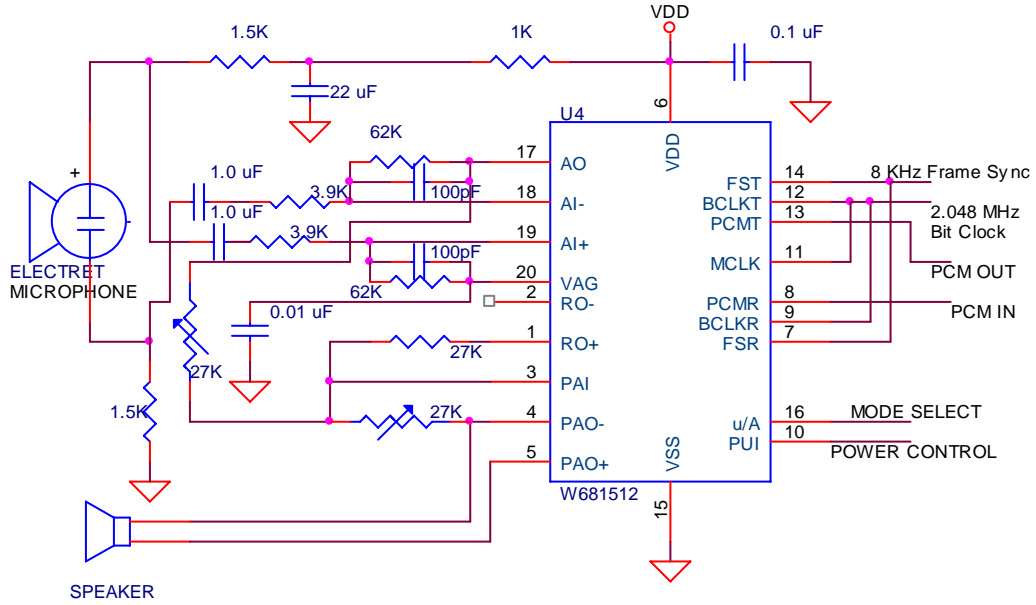 VDD
1.5K
1K
0.1 uF
22 uF
6
U4
62K
17
AO
VDD
+
1.0 uF
100pF
14
FST
8 KHz Frame Sync
3.9K
18
AI-
12
BCLKT
1.0 uF
13
PCMT
2.048 MHz
Bit Clock
3.9K
19
AI+
-
100pF
11
MCLK
PCM OUT
ELECTRET
MICROPHONE
62K
20
VAG
2
RO-
8
PCMR
PCM IN
0.01 uF
9
BCLKR
1
RO+
7
FSR
27K
27K
3
PAI
1.5K
27K
4
PAO-
16
u/A
MODE SELECT
10
PUI
POWER CONTROL
5
PAO+
VSS
W681512
15
SPEAKER